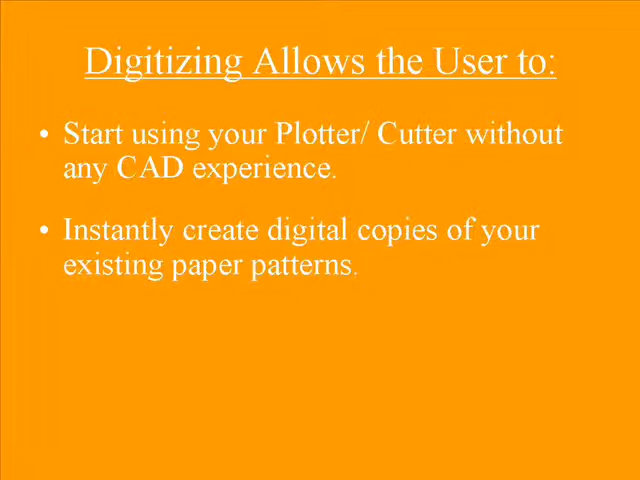 Digitizing Allows the User to:
• Start using your Plotter/ Cutter without
any CAD experience.
• Instantly create digital copies of your
existing paper patterns.